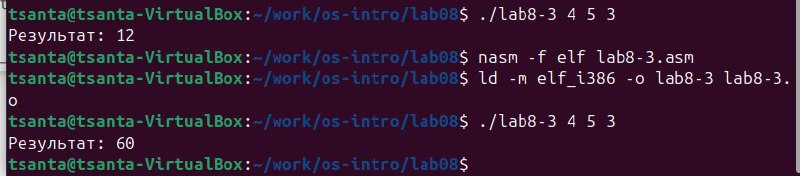 tsanta@tsanta-VirtualBox:~/work/os-intro/lab08$ ./lab8-3 4 5 3
Результат: 12
tsanta@tsanta-VirtualBox:~/work/os-intro/lab08$ nasm -f elf lab8-3.asm
tsanta@tsanta-VirtualBox:~/work/os-intro/lab08$ ld -m elf_i386 -o lab8-3 lab8-3.
o
tsanta@tsanta-VirtualBox:~/work/os-intro/lab08$ ./lab8-3 4 5 3
Результат: 60
tsanta@tsanta-VirtualBox:~/work/os-intro/lab08$